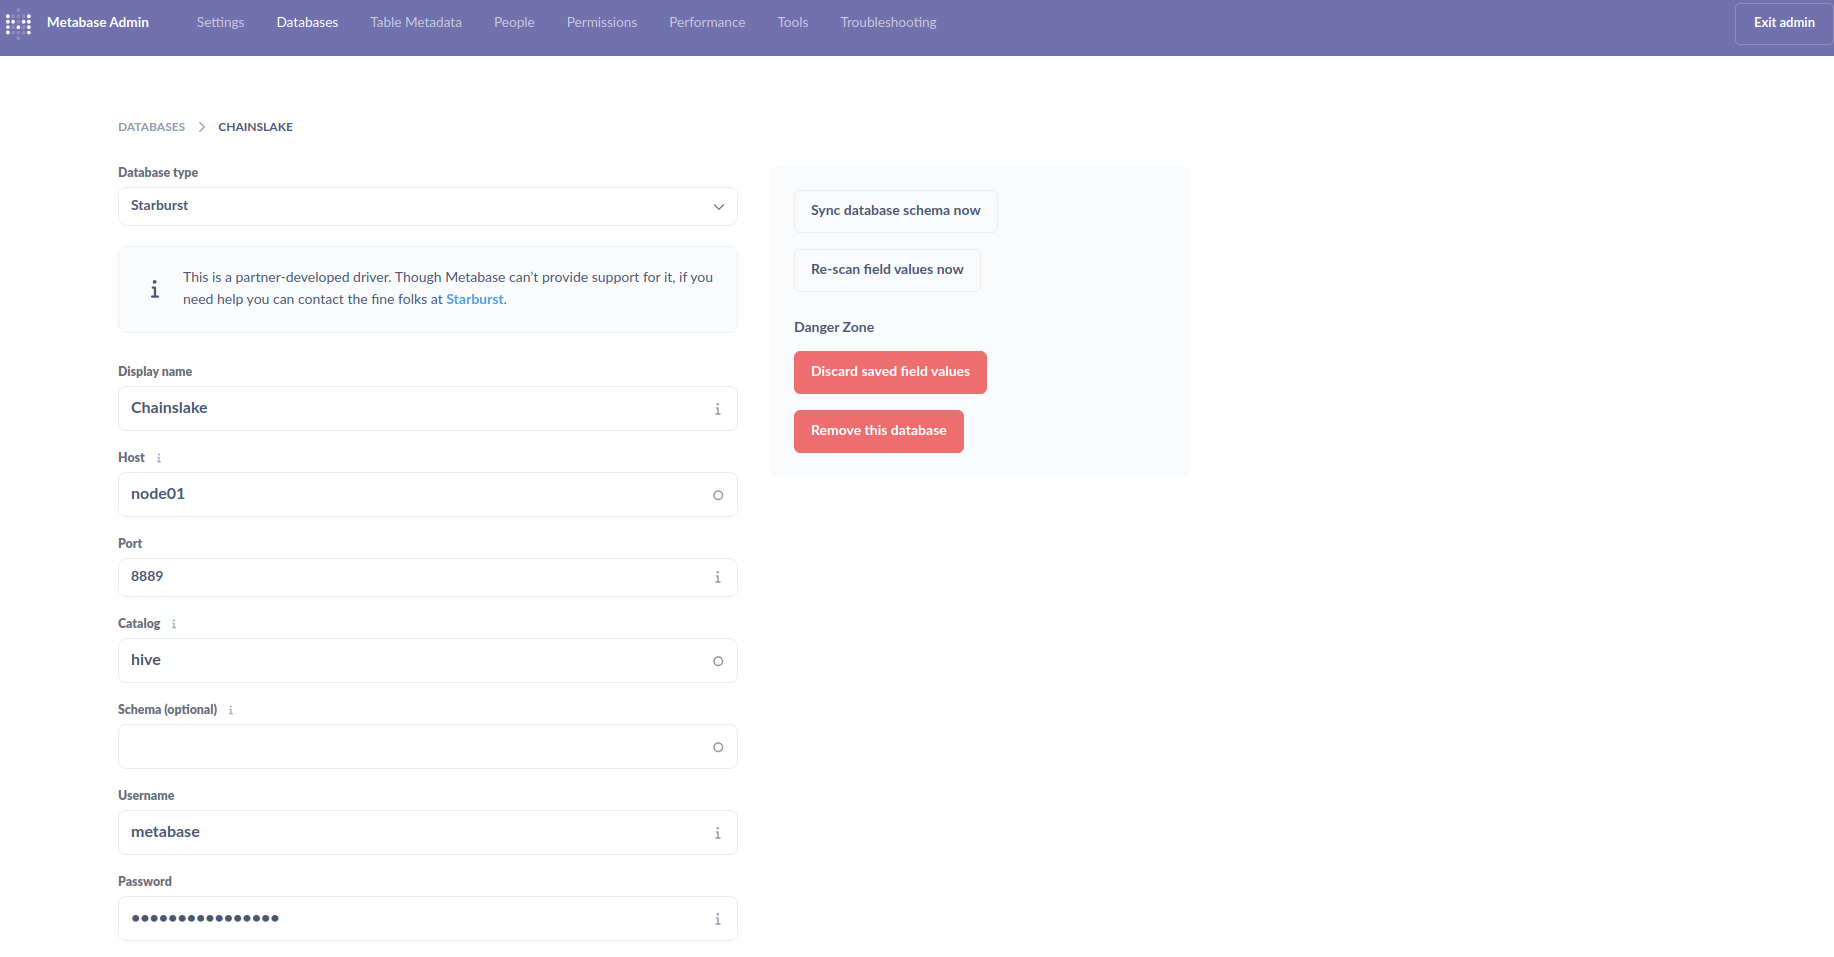 Metabase Admin
Settings
Databases
Table Metadata
People
Permissions
Performance
Tools
Troubleshooting
Exit admin
DATABASES > CHAINSLAKE
Database type
Starburst
This is a partner-developed driver. Though Metabase can't provide support for it, if you
need help you can contact the fine folks at Starburst.
Display name
Chainslake
Host
node01
Port
8889
Catalog
hive
Schema (optional)
Username
metabase
Password
••••••••••••••••
Sync database schema now
Re-scan field values now
Danger Zone
Discard saved field values
Remove this database